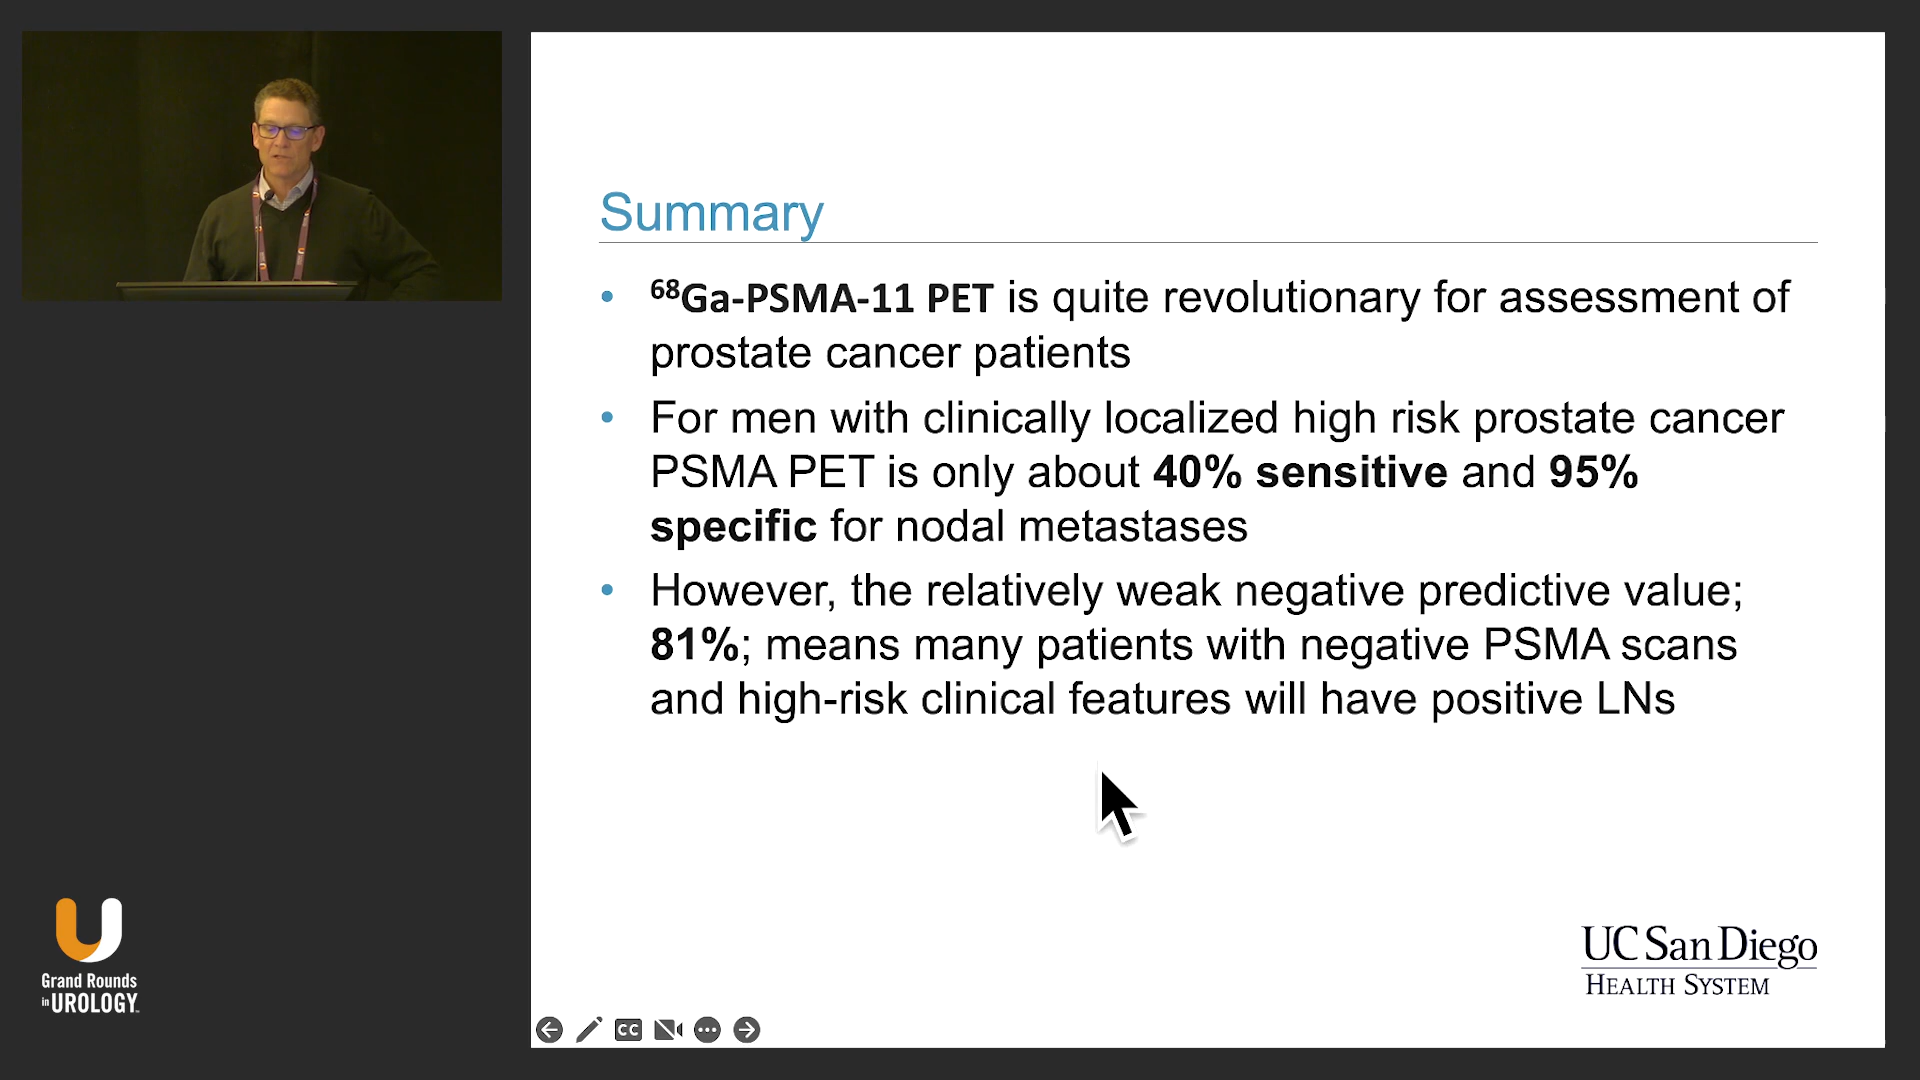 Summary
• ⁶⁸Ga-PSMA-11 PET is quite revolutionary for assessment of
prostate cancer patients
• For men with clinically localized high risk prostate cancer
PSMA PET is only about 40% sensitive and 95%
specific for nodal metastases
• However, the relatively weak negative predictive value;
81%; means many patients with negative PSMA scans
and high-risk clinical features will have positive LNs
UC San Diego
HEALTH SYSTEM
Grand Rounds
in UROLOGY
CC